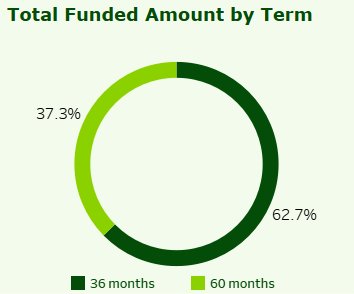 Total Funded Amount by Term
37.3%
62.7%
36 months
60 months